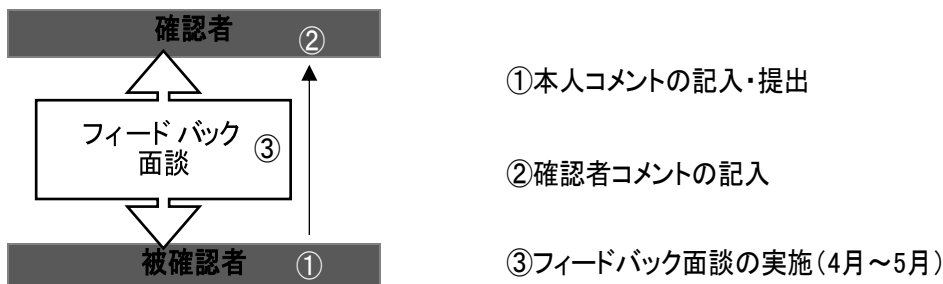 確認者
②
フィード バック
面談
③
被確認者
①
①本人コメントの記入・提出
②確認者コメントの記入
③フィードバック面談の実施（4月～5月）